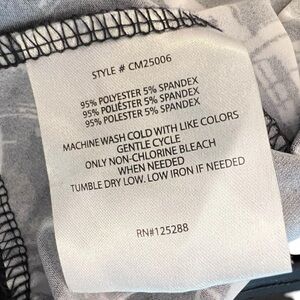 STYLE # CM25006
95% POLYESTER 5% SPANDEX
95% POLIÉSTER 5% SPANDEX
95% POLESTER 5% SPANDEX
MACHINE WASH COLD WITH LIKE COLORS
GENTLE CYCLE
ONLY NON-CHLORINE BLEACH
WHEN NEEDED
TUMBLE DRY LOW. LOW IRON IF NEEDED
RN#125288